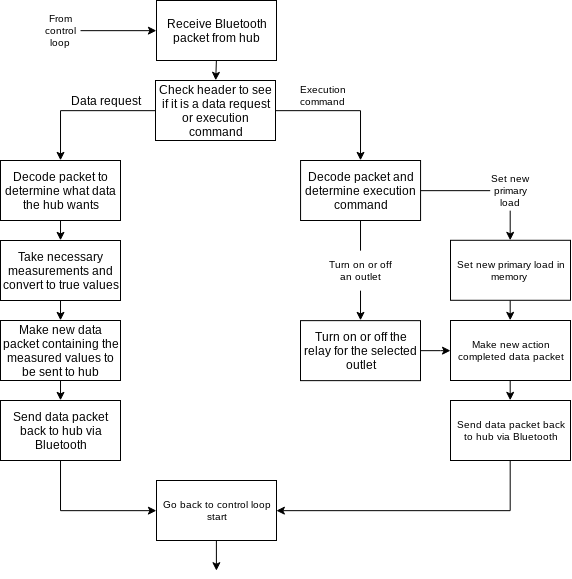 From
control
loop
Receive Bluetooth
packet from hub
Check header to see
if it is a data request
or execution
command
Data request
Execution
command
Decode packet to
determine what data
the hub wants
Decode packet and
determine execution
command
Set new
primary
load
Take necessary
measurements and
convert to true values
Turn on or off
an outlet
Set new primary load in
memory
Make new data
packet containing the
measured values to
be sent to hub
Turn on or off the
relay for the selected
outlet
Make new action
completed data packet
Send data packet
back to hub via
Bluetooth
Send data packet back
to hub via Bluetooth
Go back to control loop
start